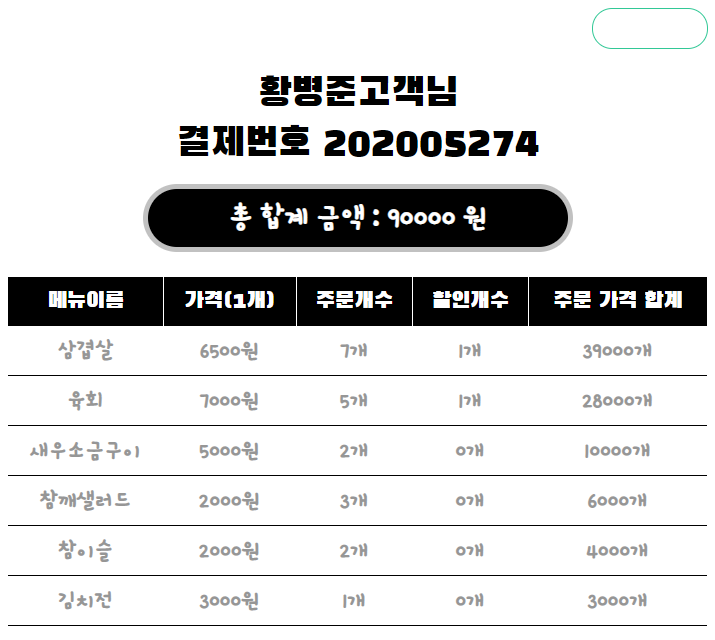 황병준고객님
결제번호 202005274
총 합계 금액 : 90000 원
메뉴이름 가격(1개) 주문개수 할인개수 주문 가격 합계
삼겹살 6500원 7개 1개 39000개
육회 7000원 5개 1개 28000개
새우소금구이 5000원 2개 0개 10000개
참깨샐러드 2000원 3개 0개 6000개
참이슬 2000원 2개 0개 4000개
김치전 3000원 1개 0개 3000개